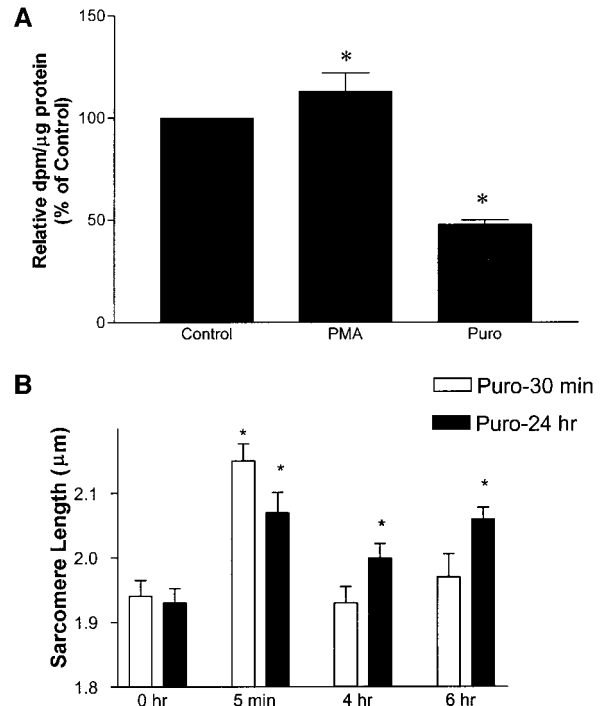 A
Relative dpm/µg protein
(% of Control)
150
100
50
0
*
*
Control PMA Puro
B
Puro-30 min
Puro-24 hr
Sarcomere Length (µm)
2.1
2.0
1.9
1.8
* * * *
0 hr 5 min 4 hr 6 hr